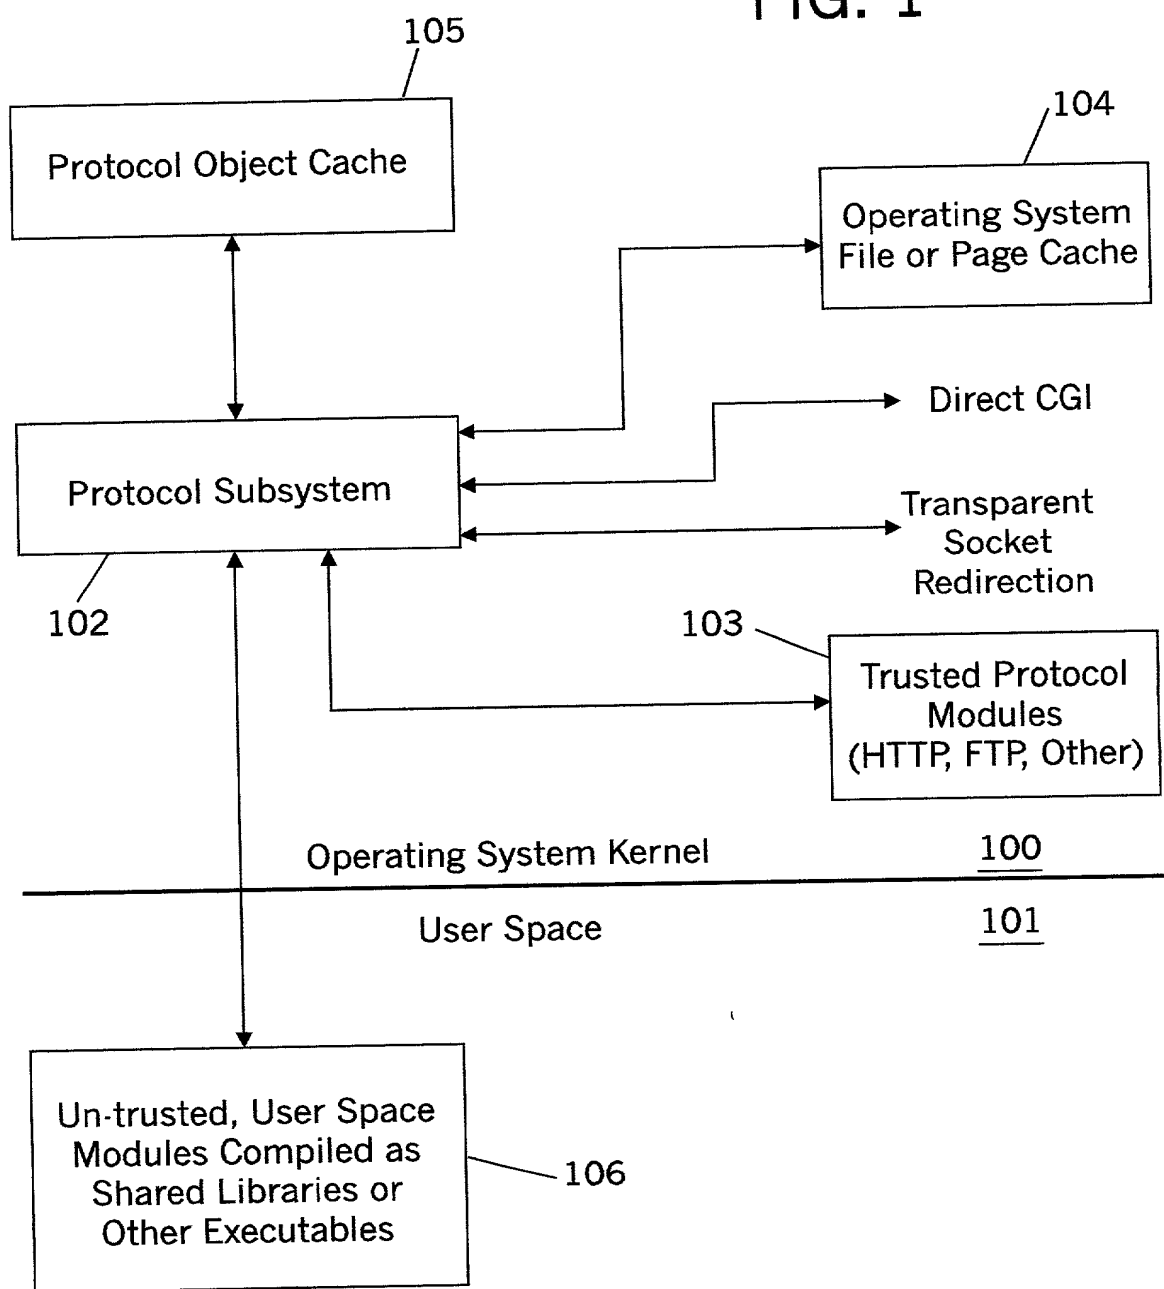 FIG. 1
105
104
Protocol Object Cache
Operating System
File or Page Cache
Direct CGI
Protocol Subsystem
Transparent
Socket
Redirection
102
103
Trusted Protocol
Modules
(HTTP, FTP, Other)
Operating System Kernel
100
User Space
101
Un-trusted, User Space
Modules Compiled as
Shared Libraries or
Other Executables
106